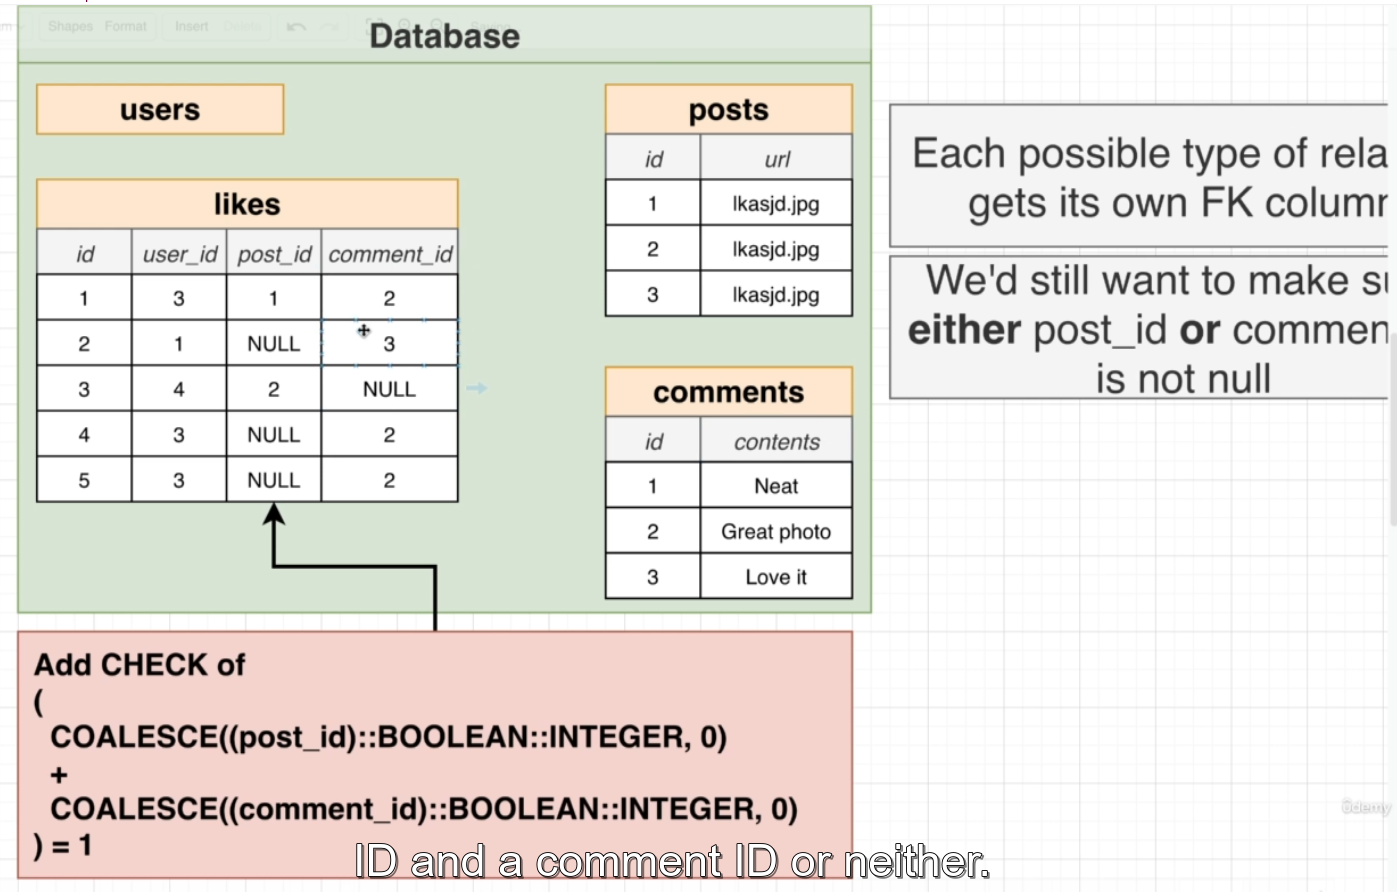 Shapes Format Insert Delete Saving
Database
users
likes
id user_id post_id comment_id
1 3 1 2
2 1 NULL 3
3 4 2 NULL
4 3 NULL 2
5 3 NULL 2
posts
id url
1 lkasjd.jpg
2 lkasjd.jpg
3 lkasjd.jpg
comments
id contents
1 Neat
2 Great photo
3 Love it
Each possible type of rela
gets its own FK colum
We'd still want to make s
either post_id or commen
is not null
Add CHECK of
(
COALESCE((post_id)::BOOLEAN::INTEGER, 0)
+
COALESCE((comment_id)::BOOLEAN::INTEGER, 0)
) = 1
ID and a comment ID or neither.
ûdemy